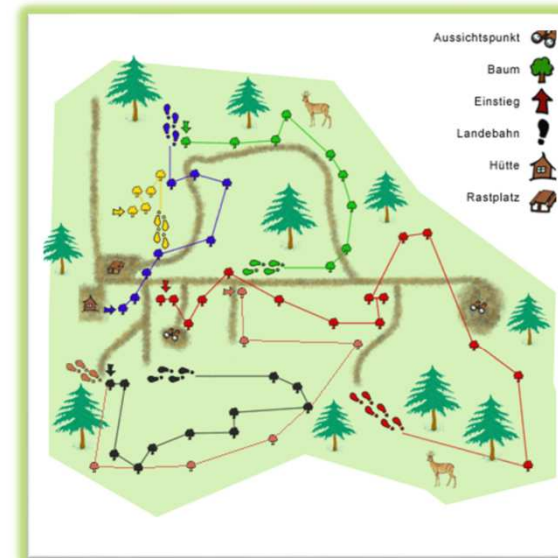 Aussichtspunkt
Baum
Einstieg
Landebahn
Hütte
Rastplatz